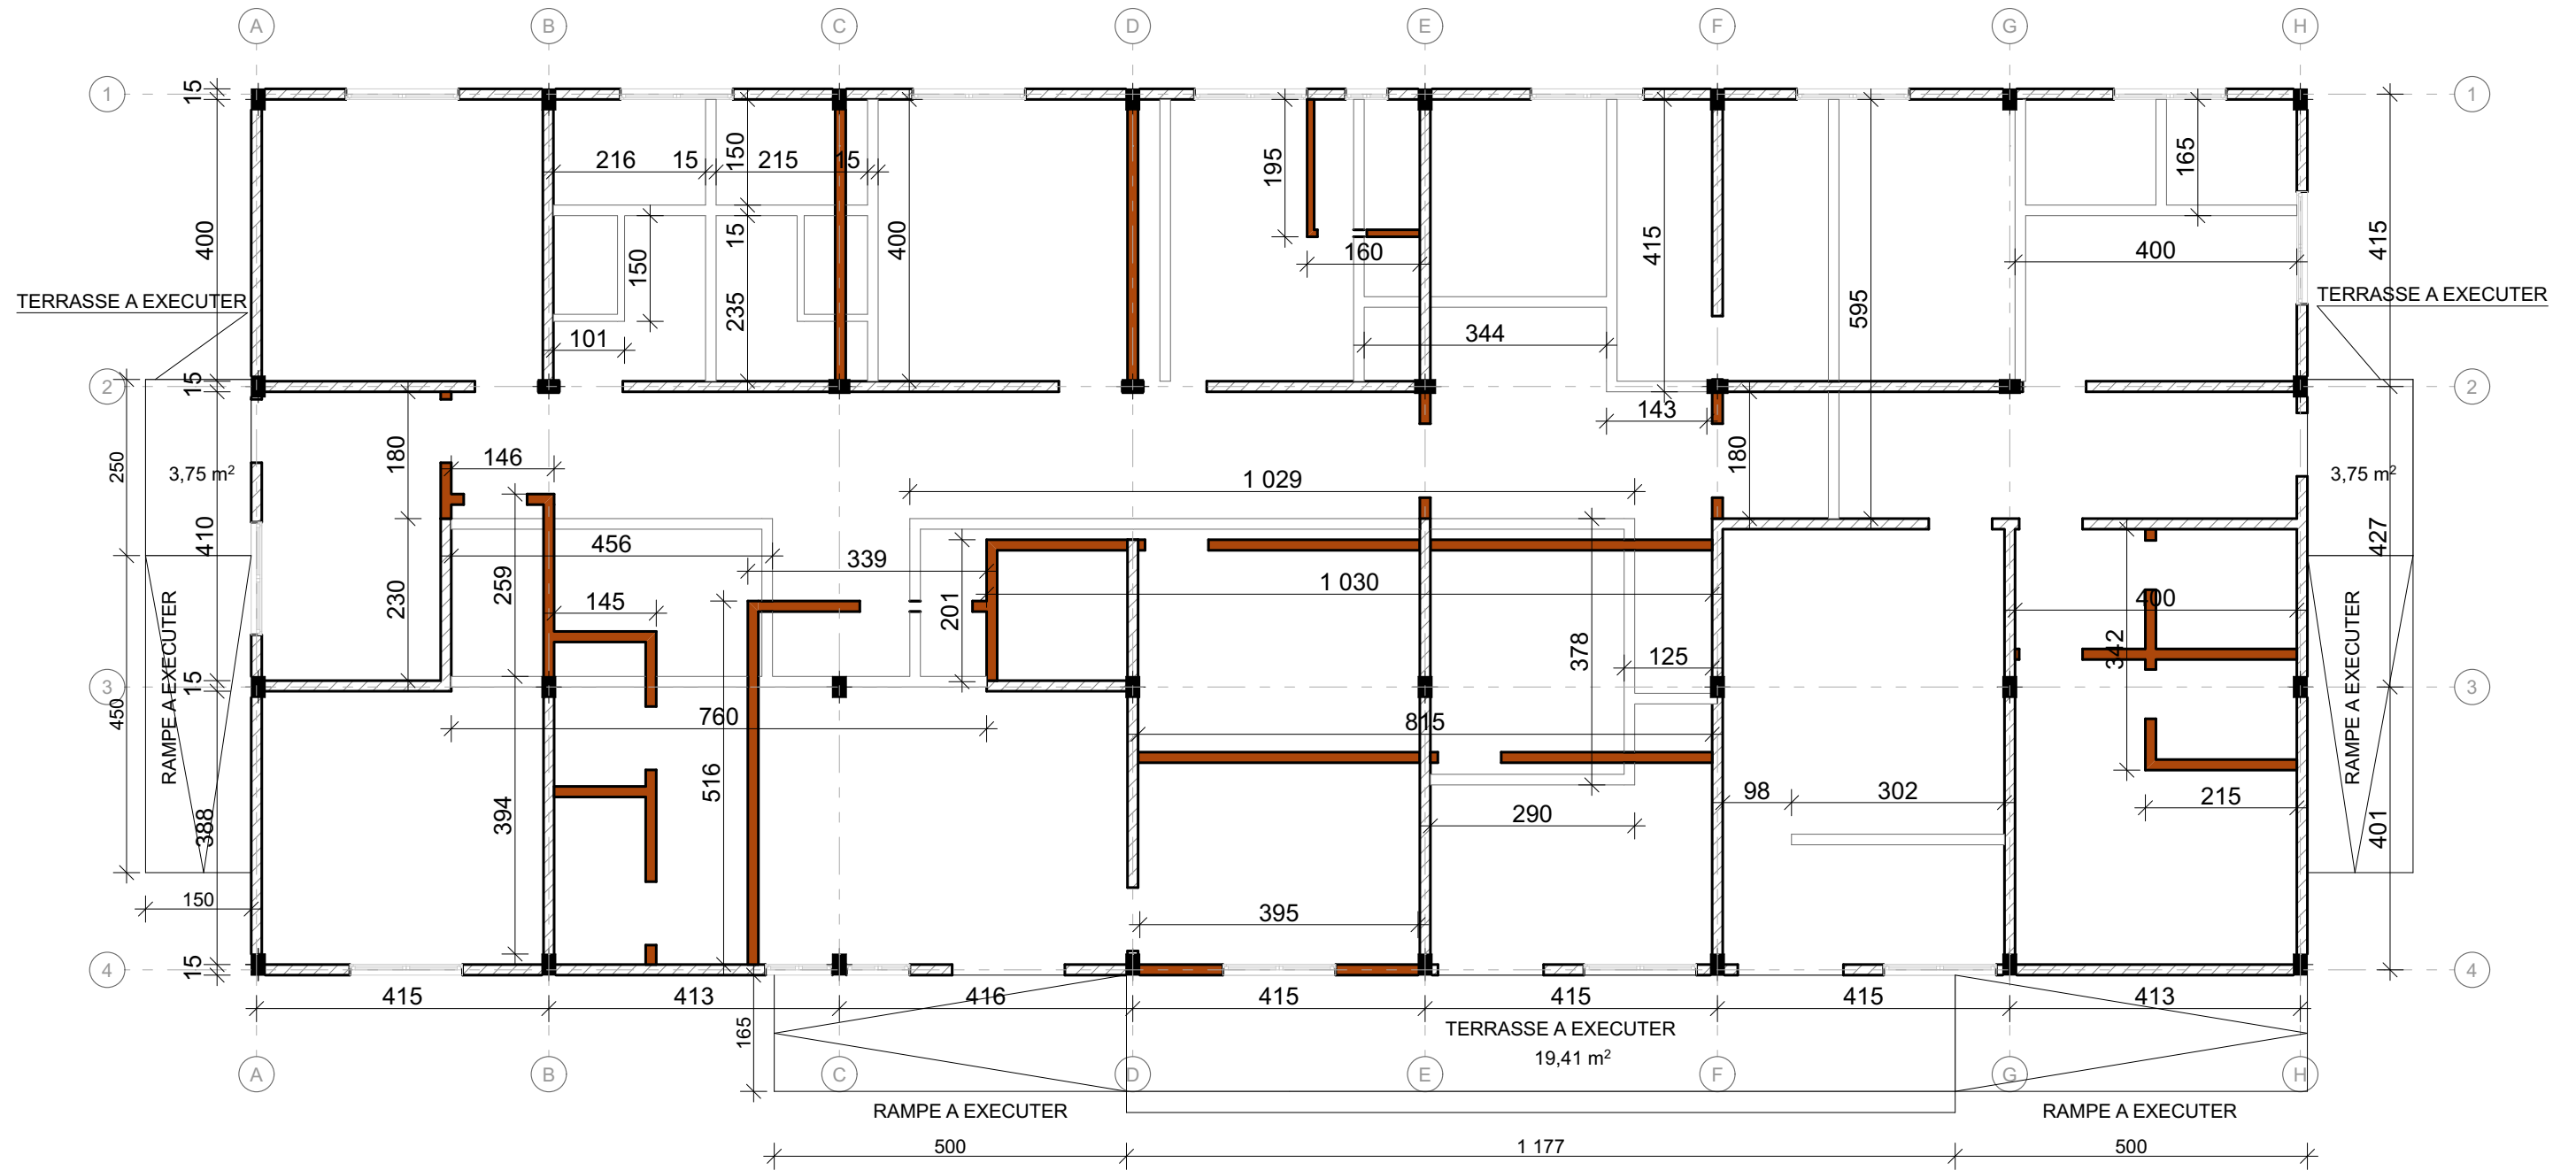 A B C D E F G H
1 1
15
216 15 150 215 15
195
165
400
15
150
400
160
415
400
415
TERRASSE A EXECUTER
TERRASSE A EXECUTER
235
595
101
344
2 15 2
143
180
146
180
250
3,75 m²
1 029
3,75 m²
410
456
259
339
427
230
145
201
1 030
400
RAMPE A EXECUTER
378
125
342
RAMPE A EXECUTER
3 15 3
450
760
815
516
98 302 215
388
394
290
401
150
395
4 15 4
415 413 416 415 415 415 413
165
TERRASSE A EXECUTER
19,41 m²
A B C D E F G H
RAMPE A EXECUTER
RAMPE A EXECUTER
500 1 177 500